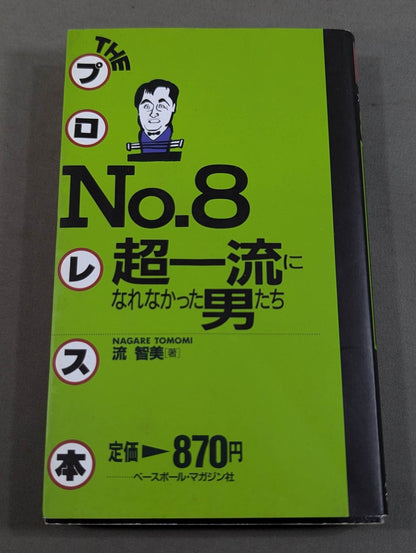 THE
プロレス本
No.8
超一流に
なれなかった男たち
NAGARE TOMOMI
流 智美[著]
定価 870円
ベースボール・マガジン社